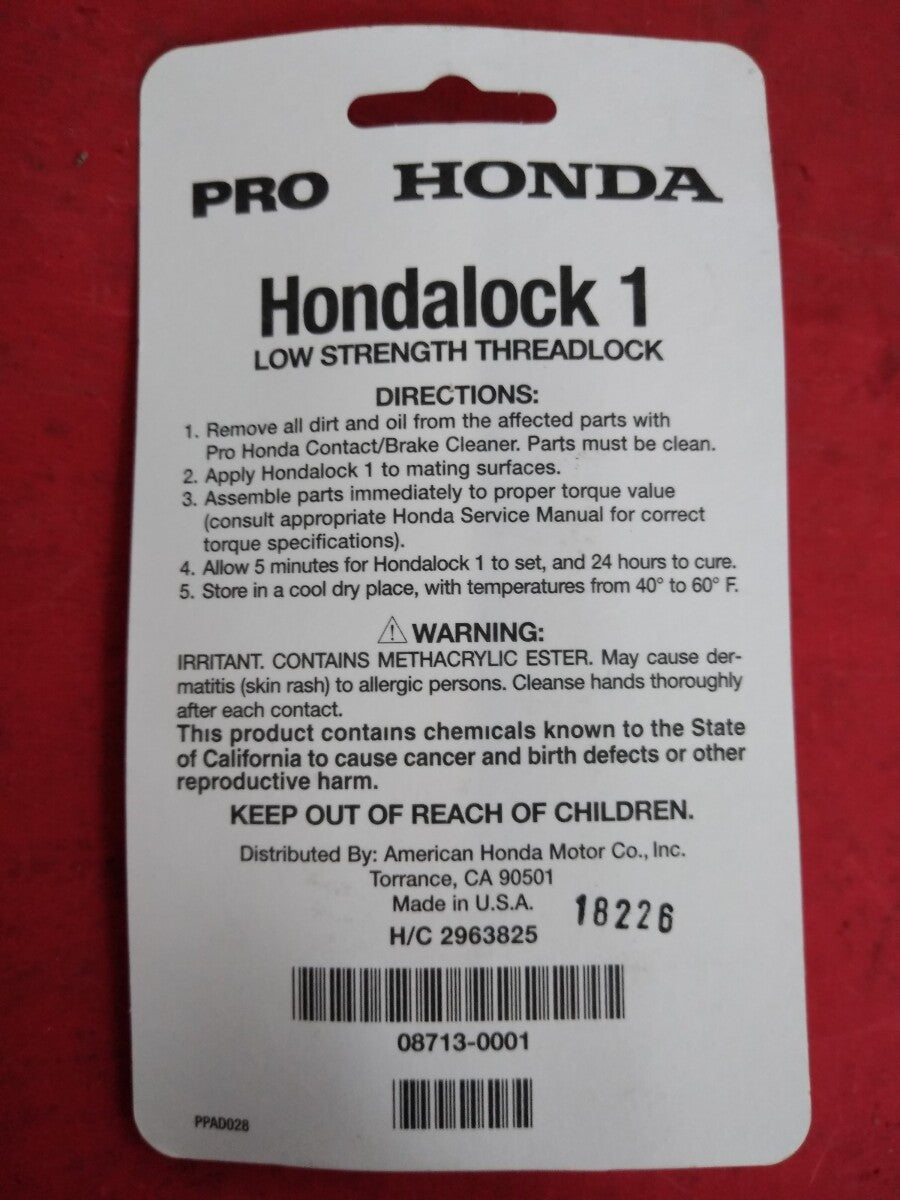 PRO HONDA
Hondalock 1
LOW STRENGTH THREADLOCK
DIRECTIONS:
1. Remove all dirt and oil from the affected parts with
Pro Honda Contact/Brake Cleaner. Parts must be clean.
2. Apply Hondalock 1 to mating surfaces.
3. Assemble parts immediately to proper torque value
(consult appropriate Honda Service Manual for correct
torque specifications).
4. Allow 5 minutes for Hondalock 1 to set, and 24 hours to cure.
5. Store in a cool dry place, with temperatures from 40° to 60° F.
⚠ WARNING:
IRRITANT. CONTAINS METHACRYLIC ESTER. May cause der-
matitis (skin rash) to allergic persons. Cleanse hands thoroughly
after each contact.
This product contains chemicals known to the State
of California to cause cancer and birth defects or other
reproductive harm.
KEEP OUT OF REACH OF CHILDREN.
Distributed By: American Honda Motor Co., Inc.
Torrance, CA 90501
Made in U.S.A. 18226
H/C 2963825
08713-0001
PPAD028